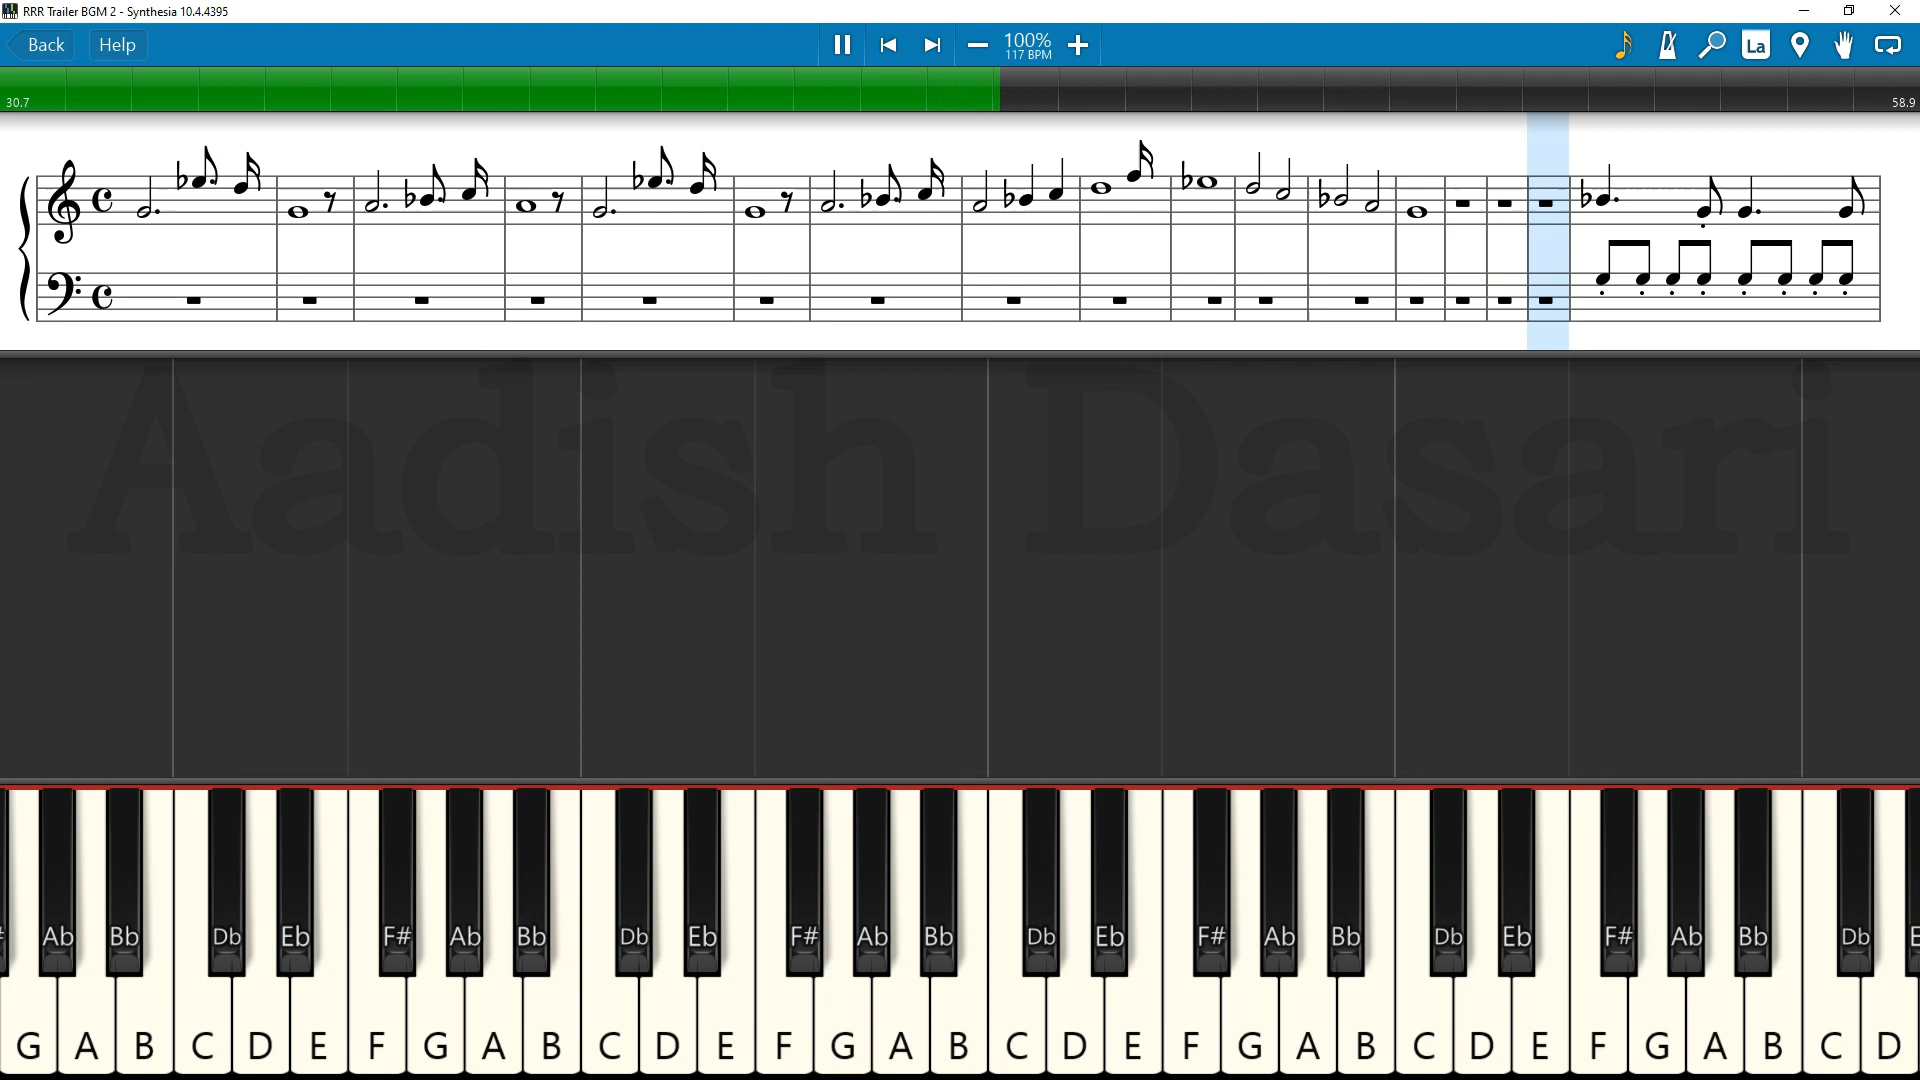 RRR Trailer BGM 2 - Synthesia 10.4.4395
Back Help 100% La
117 BPM
30.7 58.9
Aadish Dasari
Ab Bb Db Eb F# Ab Bb Db Eb F# Ab Bb Db Eb F# Ab Bb Db Eb F# Ab Bb Db
G A B C D E F G A B C D E F G A B C D E F G A B C D E F G A B C D